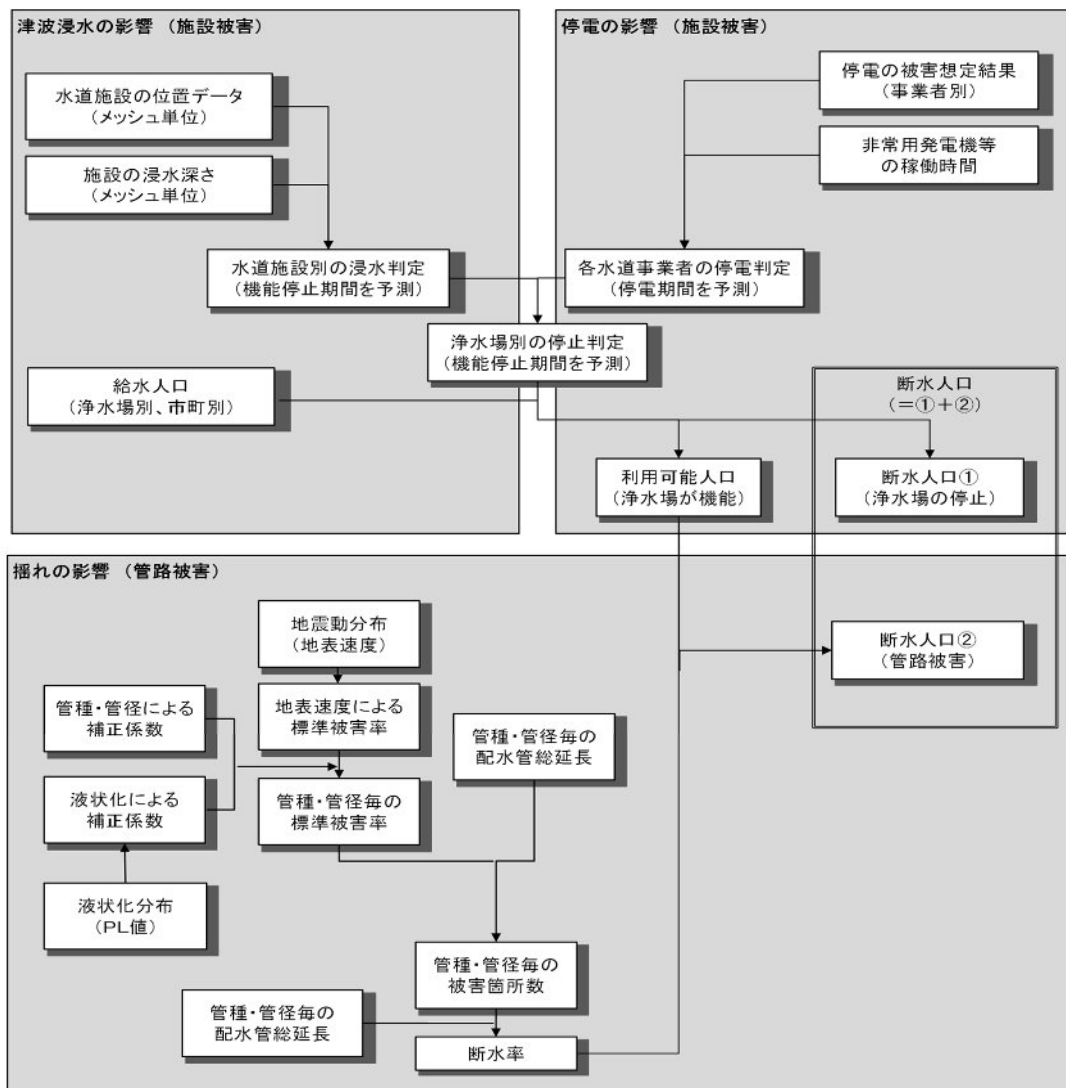 津波浸水の影響 (施設被害)
水道施設の位置データ
(メッシュ単位)
施設の浸水深さ
(メッシュ単位)
水道施設別の浸水判定
(機能停止期間を予測)
停電の影響 (施設被害)
停電の被害想定結果
(事業者別)
非常用発電機等
の稼働時間
各水道事業者の停電判定
(停電期間を予測)
浄水場別の停止判定
(機能停止期間を予測)
給水人口
(浄水場別、市町別)
断水人口
(=①+②)
利用可能人口
(浄水場が機能)
断水人口①
(浄水場の停止)
揺れの影響 (管路被害)
地震動分布
(地表速度)
断水人口②
(管路被害)
管種・管径による
補正係数
地表速度による
標準被害率
管種・管径毎の
配水管総延長
液状化による
補正係数
管種・管径毎の
標準被害率
液状化分布
(PL値)
管種・管径毎の
被害箇所数
管種・管径毎の
配水管総延長
断水率